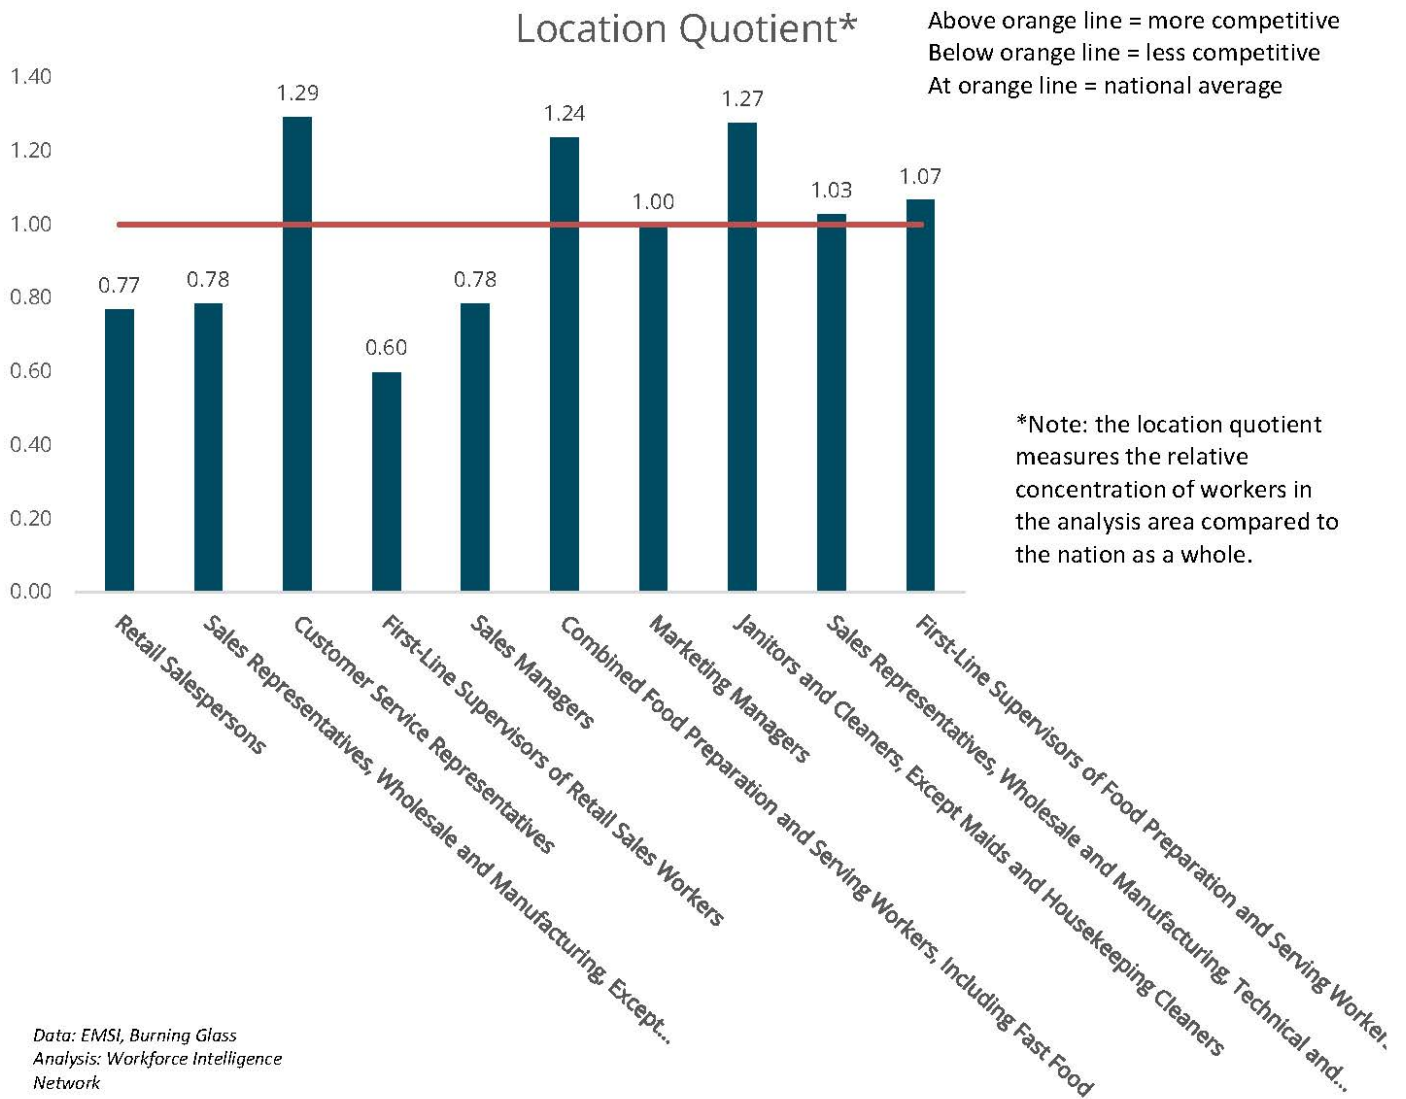 Location Quotient*
Above orange line = more competitive
Below orange line = less competitive
At orange line = national average
1.40
1.20
1.00
0.80
0.60
0.40
0.20
0.00
0.77
0.78
1.29
0.60
0.78
1.24
1.00
1.27
1.03
1.07
*Note: the location quotient
measures the relative
concentration of workers in
the analysis area compared to
the nation as a whole.
Retail Salespersons
Sales Representatives, Wholesale and Manufacturing, Except...
Customer Service Representatives
First-Line Supervisors of Retail Sales Workers
Sales Managers
Combined Food Preparation and Serving Workers, Including Fast Food
Marketing Managers
Janitors and Cleaners, Except Maids and Housekeeping Cleaners
Sales Representatives, Wholesale and Manufacturing, Technical and...
First-Line Supervisors of Food Preparation and Serving Worker.
Data: EMSI, Burning Glass
Analysis: Workforce Intelligence
Network